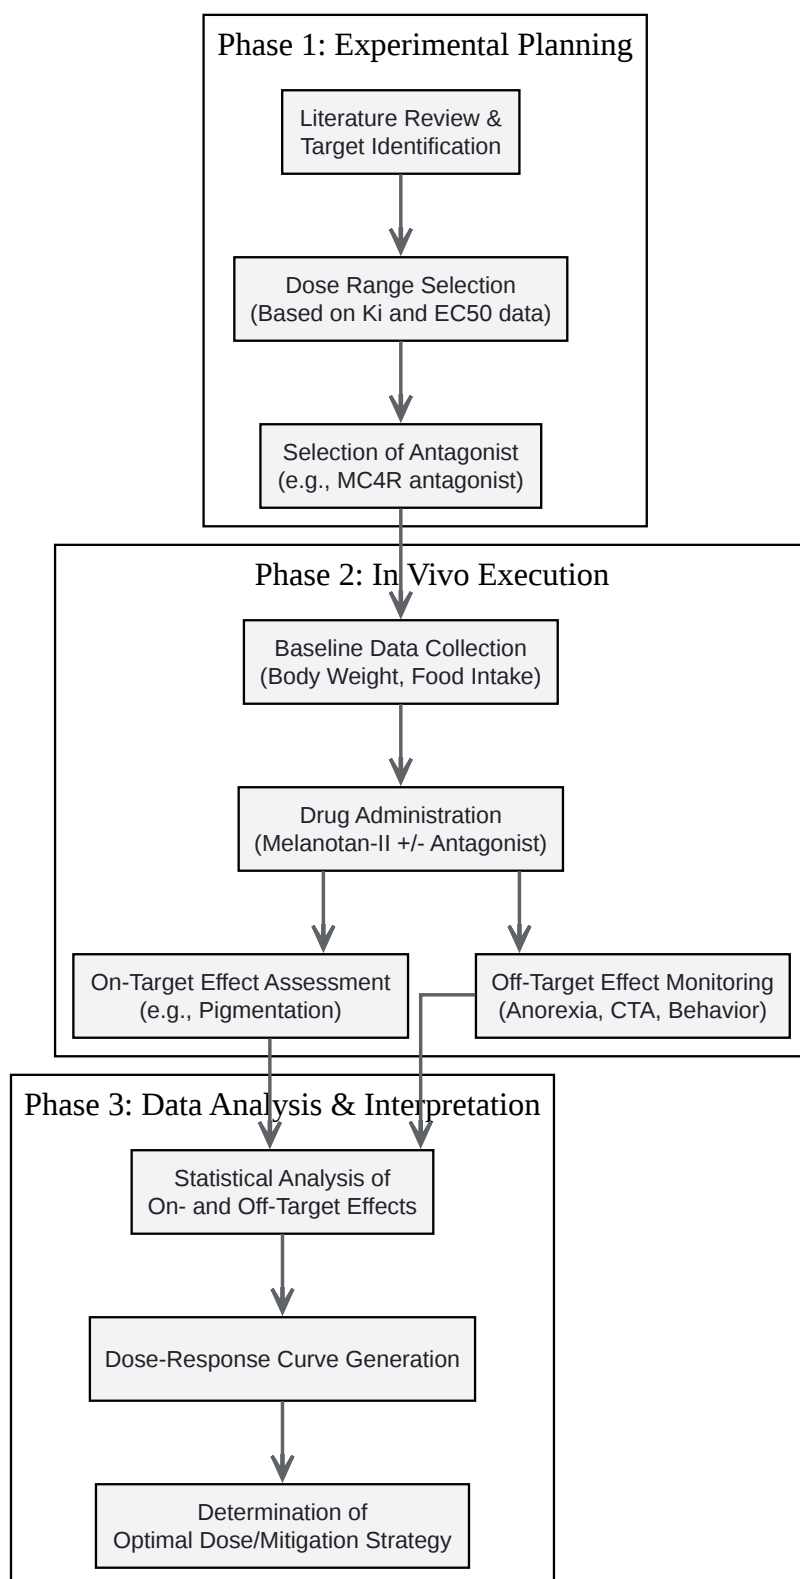 Phase 1: Experimental Planning
Literature Review &
Target Identification
Dose Range Selection
(Based on Ki and EC50 data)
Selection of Antagonist
(e.g., MC4R antagonist)
Phase 2: In Vivo Execution
Baseline Data Collection
(Body Weight, Food Intake)
Drug Administration
(Melanotan-II +/- Antagonist)
On-Target Effect Assessment
(e.g., Pigmentation)
Off-Target Effect Monitoring
(Anorexia, CTA, Behavior)
Phase 3: Data Analysis & Interpretation
Statistical Analysis of
On- and Off-Target Effects
Dose-Response Curve Generation
Determination of
Optimal Dose/Mitigation Strategy